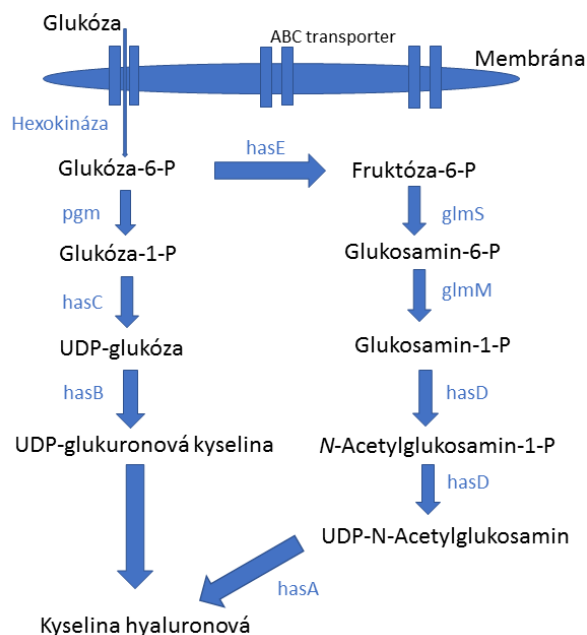 Glukóza
ABC transporter
Membrána
Hexokináza
Glukóza-6-P
hasE
Fruktóza-6-P
pgm
glmS
Glukóza-1-P
Glukosamin-6-P
hasC
glmM
UDP-glukóza
Glukosamin-1-P
hasB
hasD
UDP-glukuronová kyselina
N-Acetylglukosamin-1-P
hasD
UDP-N-Acetylglukosamin
hasA
Kyselina hyaluronová